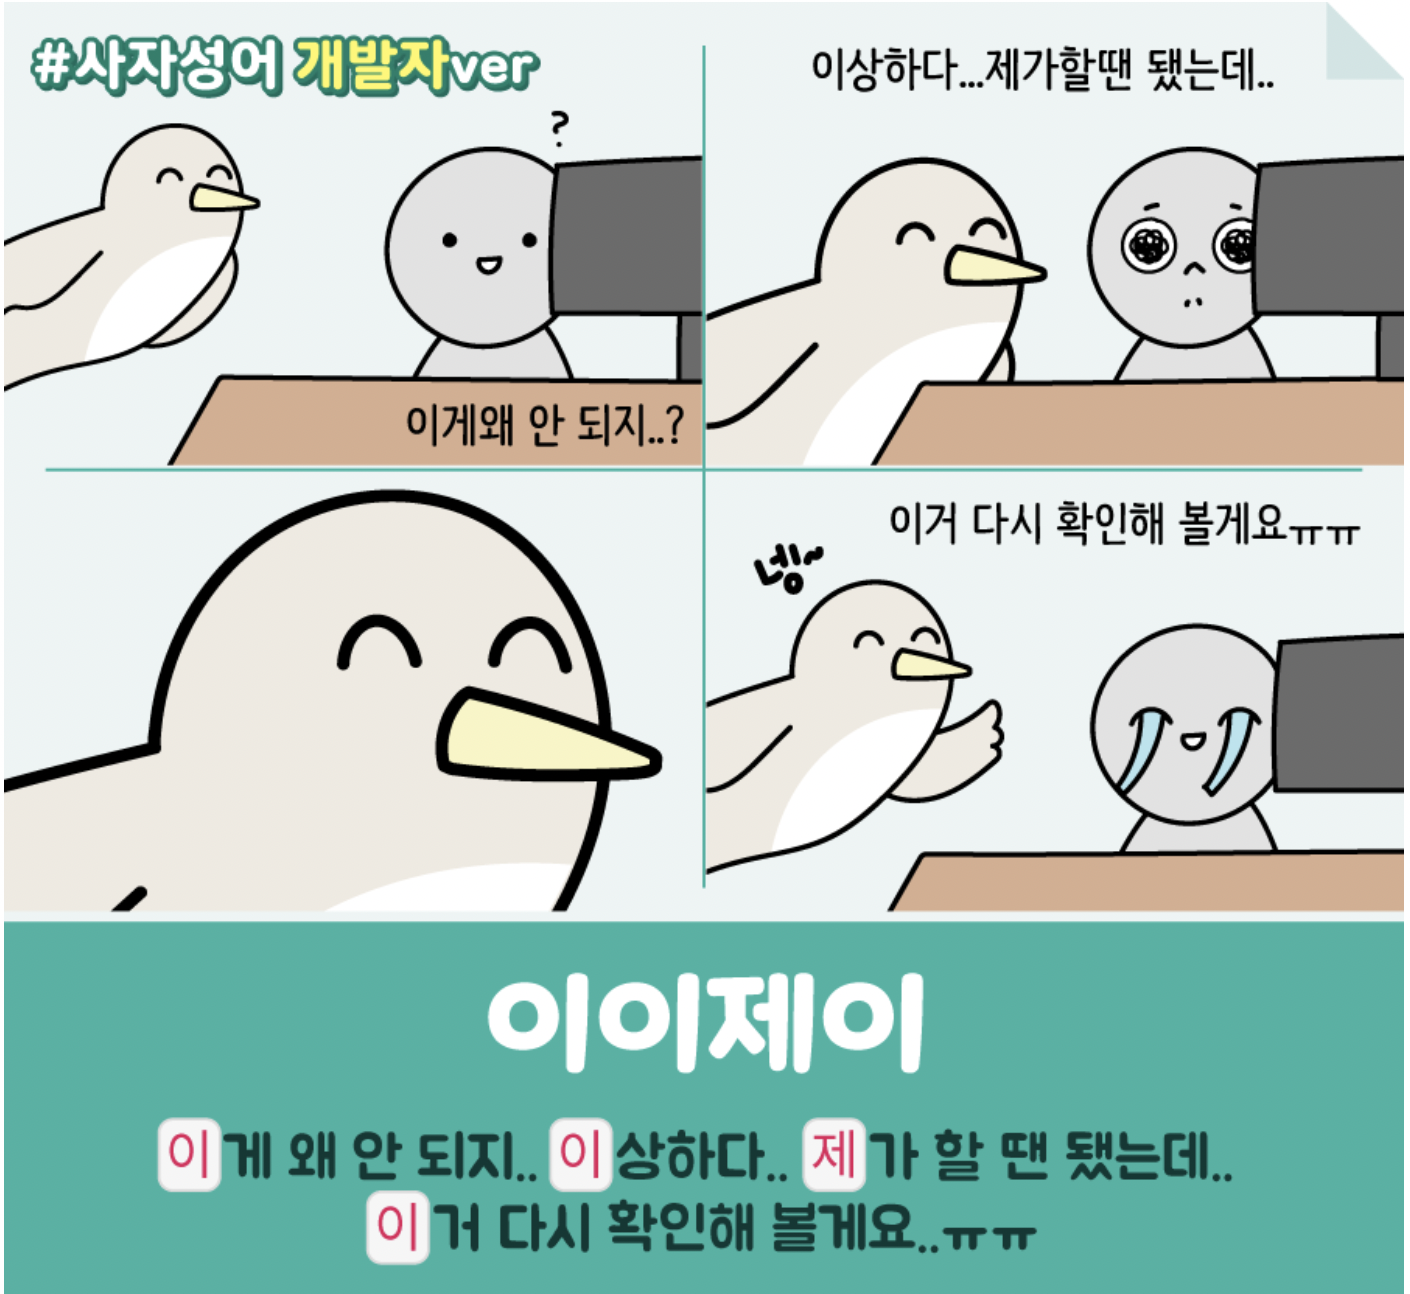 #사자성어 개발자ver
?
이게왜 안 되지..?
이상하다...제가할땐 됐는데..
이거 다시 확인해 볼게요ㅠㅠ
넹~
이이제이
이게 왜 안 되지.. 이상하다.. 제가 할 땐 됐는데..
이거 다시 확인해 볼게요..ㅠㅠ